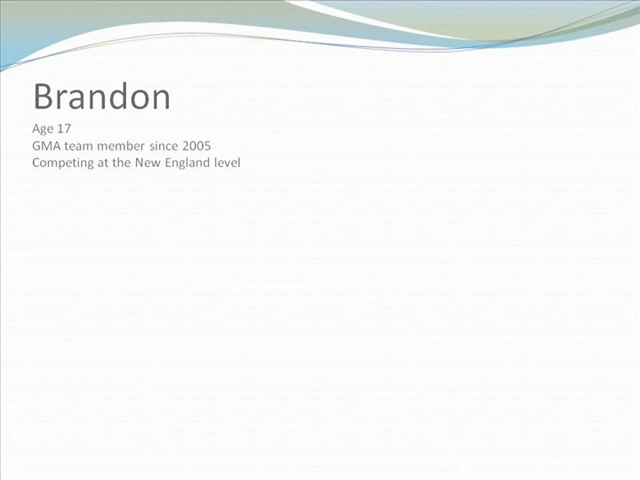 Brandon
Age 17
GMA team member since 2005
Competing at the New England level